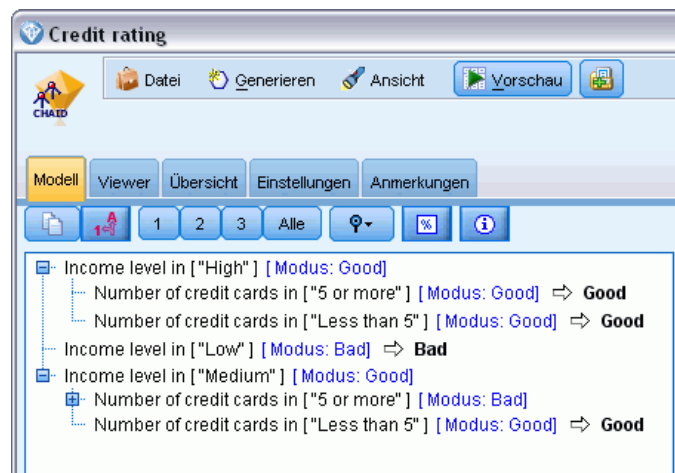 Credit rating
CHAID
Datei Generieren Ansicht Vorschau
Modell Viewer Übersicht Einstellungen Anmerkungen
A 1 1 2 3 Alle % i
Income level in ["High"] [Modus: Good]
Number of credit cards in ["5 or more"] [Modus: Good] ⇨ Good
Number of credit cards in ["Less than 5"] [Modus: Good] ⇨ Good
Income level in ["Low"] [Modus: Bad] ⇨ Bad
Income level in ["Medium"] [Modus: Good]
Number of credit cards in ["5 or more"] [Modus: Bad]
Number of credit cards in ["Less than 5"] [Modus: Good] ⇨ Good